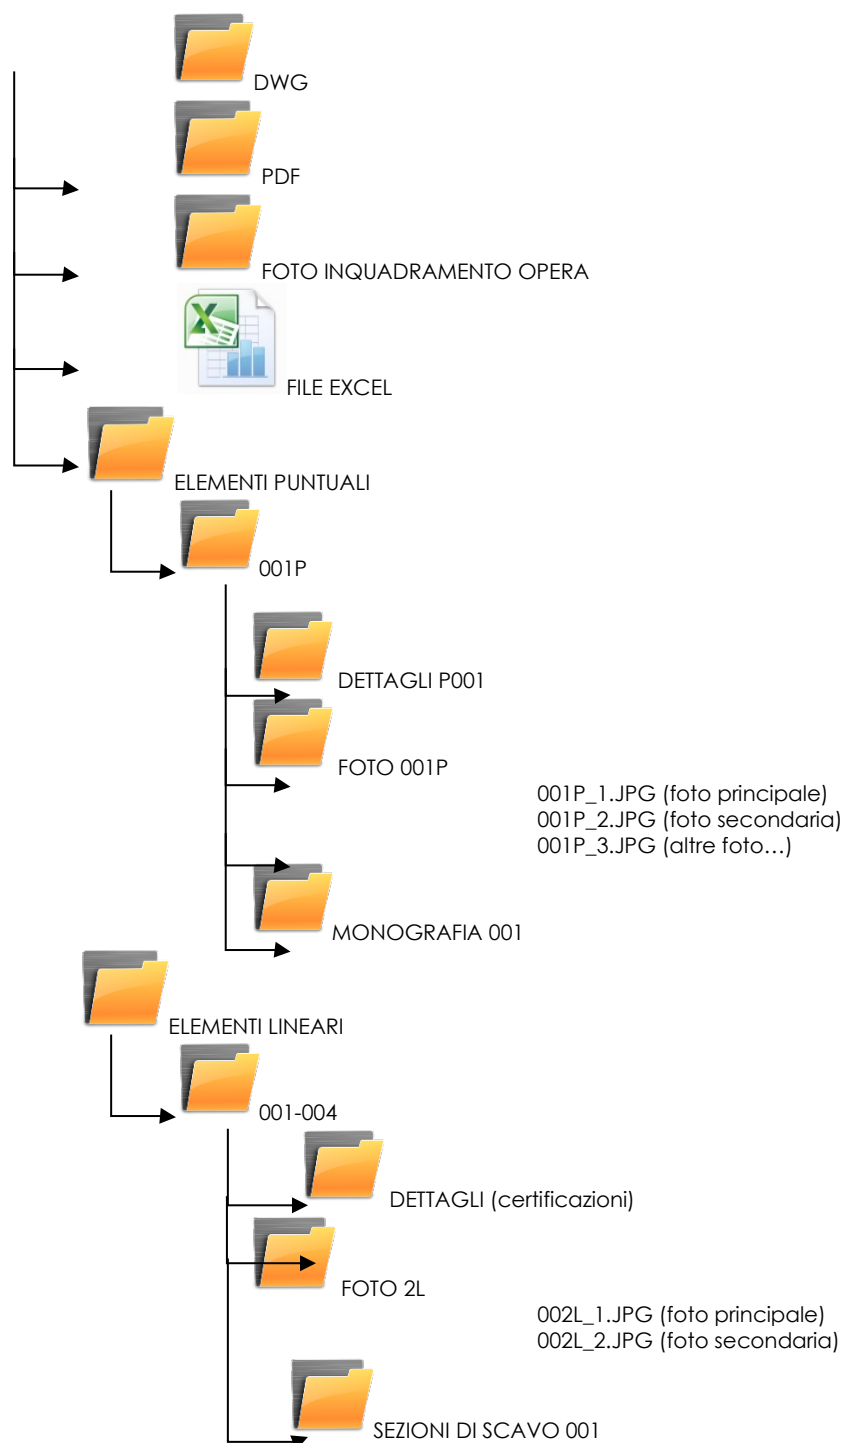 DWG
PDF
FOTO INQUADRAMENTO OPERA
FILE EXCEL
ELEMENTI PUNTUALI
001P
DETTAGLI P001
FOTO 001P
001P_1.JPG (foto principale)
001P_2.JPG (foto secondaria)
001P_3.JPG (altre foto…)
MONOGRAFIA 001
ELEMENTI LINEARI
001-004
DETTAGLI (certificazioni)
FOTO 2L
002L_1.JPG (foto principale)
002L_2.JPG (foto secondaria)
SEZIONI DI SCAVO 001